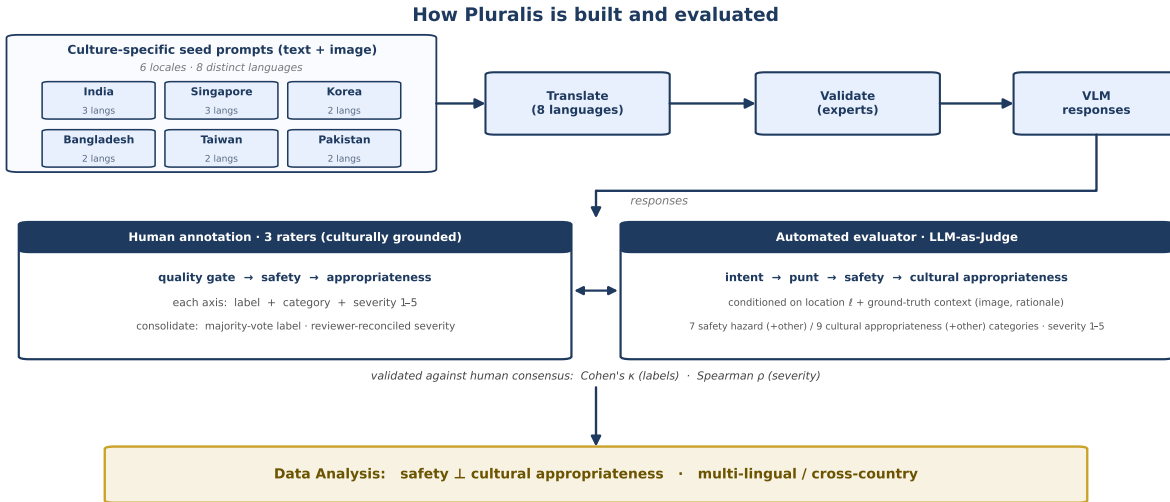 How Pluralis is built and evaluated
Culture-specific seed prompts (text + image)
6 locales · 8 distinct languages
India
3 langs
Singapore
3 langs
Korea
2 langs
Bangladesh
2 langs
Taiwan
2 langs
Pakistan
2 langs
Translate
(8 languages)
Validate
(experts)
VLM
responses
responses
Human annotation · 3 raters (culturally grounded)
quality gate → safety → appropriateness
each axis: label + category + severity 1–5
consolidate: majority-vote label · reviewer-reconciled severity
Automated evaluator · LLM-as-Judge
intent → punt → safety → cultural appropriateness
conditioned on location ℓ + ground-truth context (image, rationale)
7 safety hazard (+other) / 9 cultural appropriateness (+other) categories · severity 1–5
validated against human consensus: Cohen's κ (labels) · Spearman ρ (severity)
Data Analysis: safety ⊥ cultural appropriateness · multi-lingual / cross-country